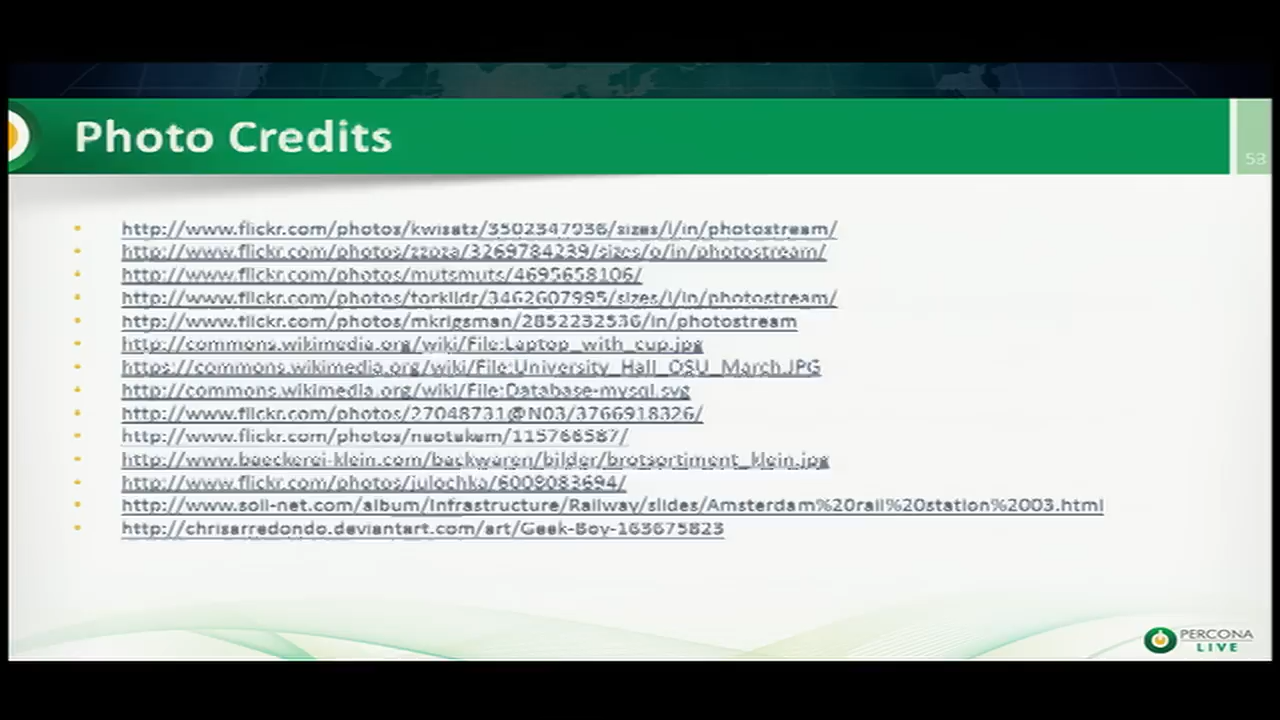 Photo Credits
53
http://www.flickr.com/photos/kwisatz/3502347936/sizes/l/in/photostream/
http://www.flickr.com/photos/zzpza/3269784239/sizes/o/in/photostream/
http://www.flickr.com/photos/mutsmuts/4695658106/
http://www.flickr.com/photos/torkildr/3462607995/sizes/l/in/photostream/
http://www.flickr.com/photos/mkrigsman/2852232536/in/photostream
http://commons.wikimedia.org/wiki/File:Laptop_with_cup.jpg
https://commons.wikimedia.org/wiki/File:University_Hall_OSU_March.JPG
http://commons.wikimedia.org/wiki/File:Database-mysql.svg
http://www.flickr.com/photos/27048731@N03/3766918326/
http://www.flickr.com/photos/naotakem/115766587/
http://www.baeckerei-klein.com/backwaren/bilder/brotsortiment_klein.jpg
http://www.flickr.com/photos/julochka/6009083694/
http://www.soil-net.com/album/Infrastructure/Railway/slides/Amsterdam%20rail%20station%2003.html
http://chrisarredondo.deviantart.com/art/Geek-Boy-163675823
PERCONA
LIVE